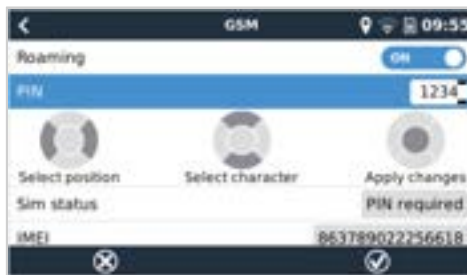 GSM 09:55
Roaming ON
PIN 1234
Select position Select character Apply changes
Sim status PIN required
IMEI 863789022256618